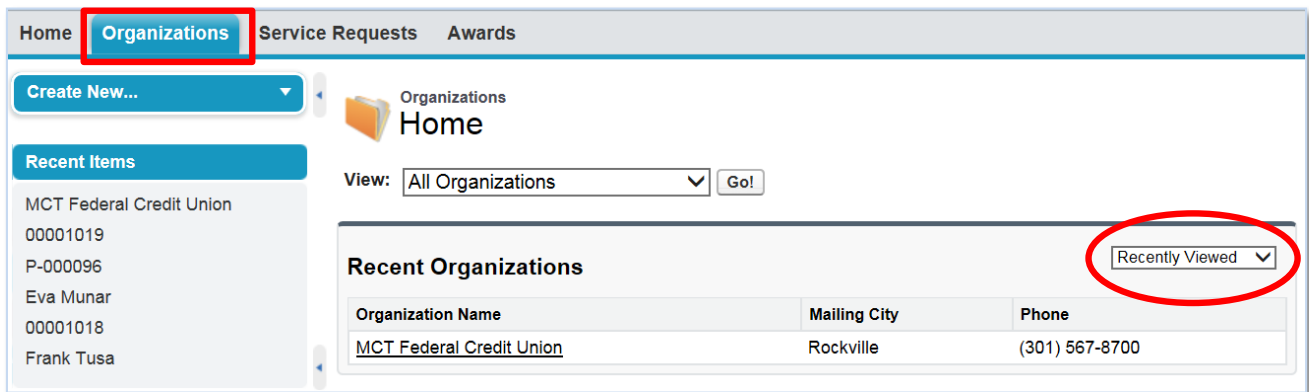 Home Organizations Service Requests Awards
Create New...
Recent Items
MCT Federal Credit Union
00001019
P-000096
Eva Munar
00001018
Frank Tusa
Organizations
Home
View: All Organizations Go!
Recent Organizations Recently Viewed
Organization Name Mailing City Phone
MCT Federal Credit Union Rockville (301) 567-8700